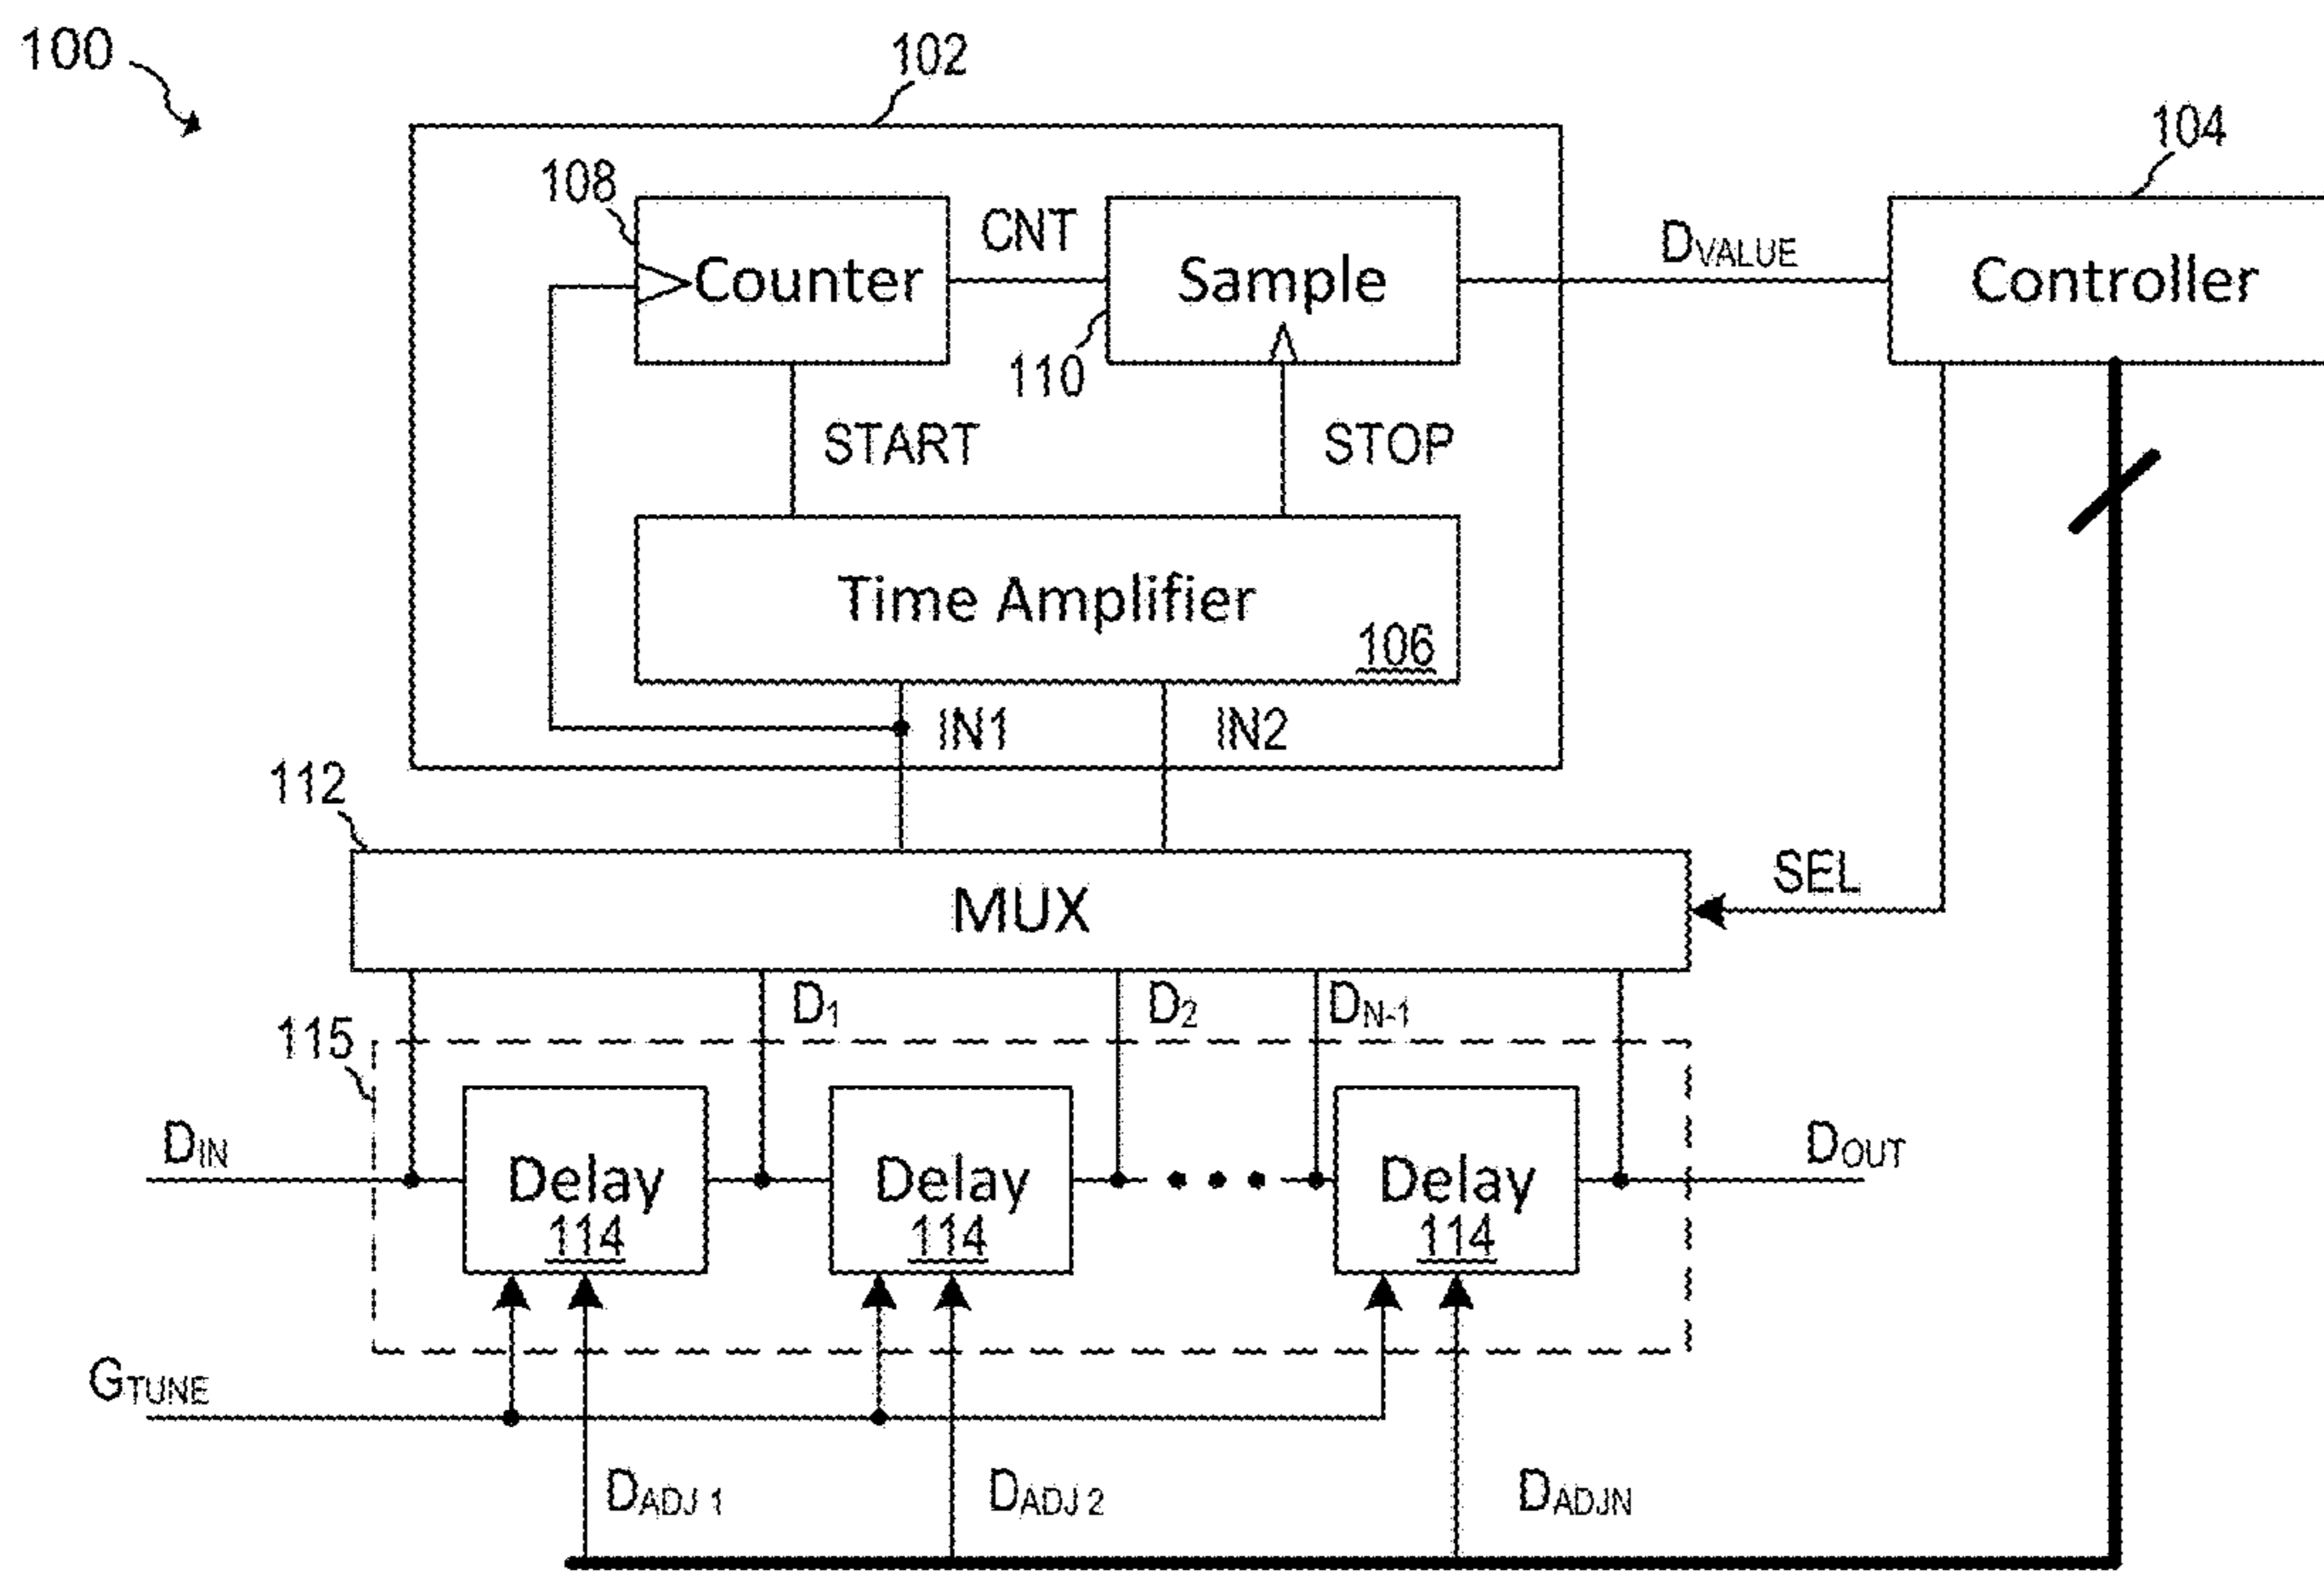 100
102
104
108
Counter
CNT
Sample
110
DVALUE
Controller
START
STOP
Time Amplifier
106
IN1
IN2
112
MUX
SEL
D1
D2
DN-1
115
DIN
Delay
114
Delay
114
Delay
114
DOUT
GTUNE
DADJ 1
DADJ 2
DADJN